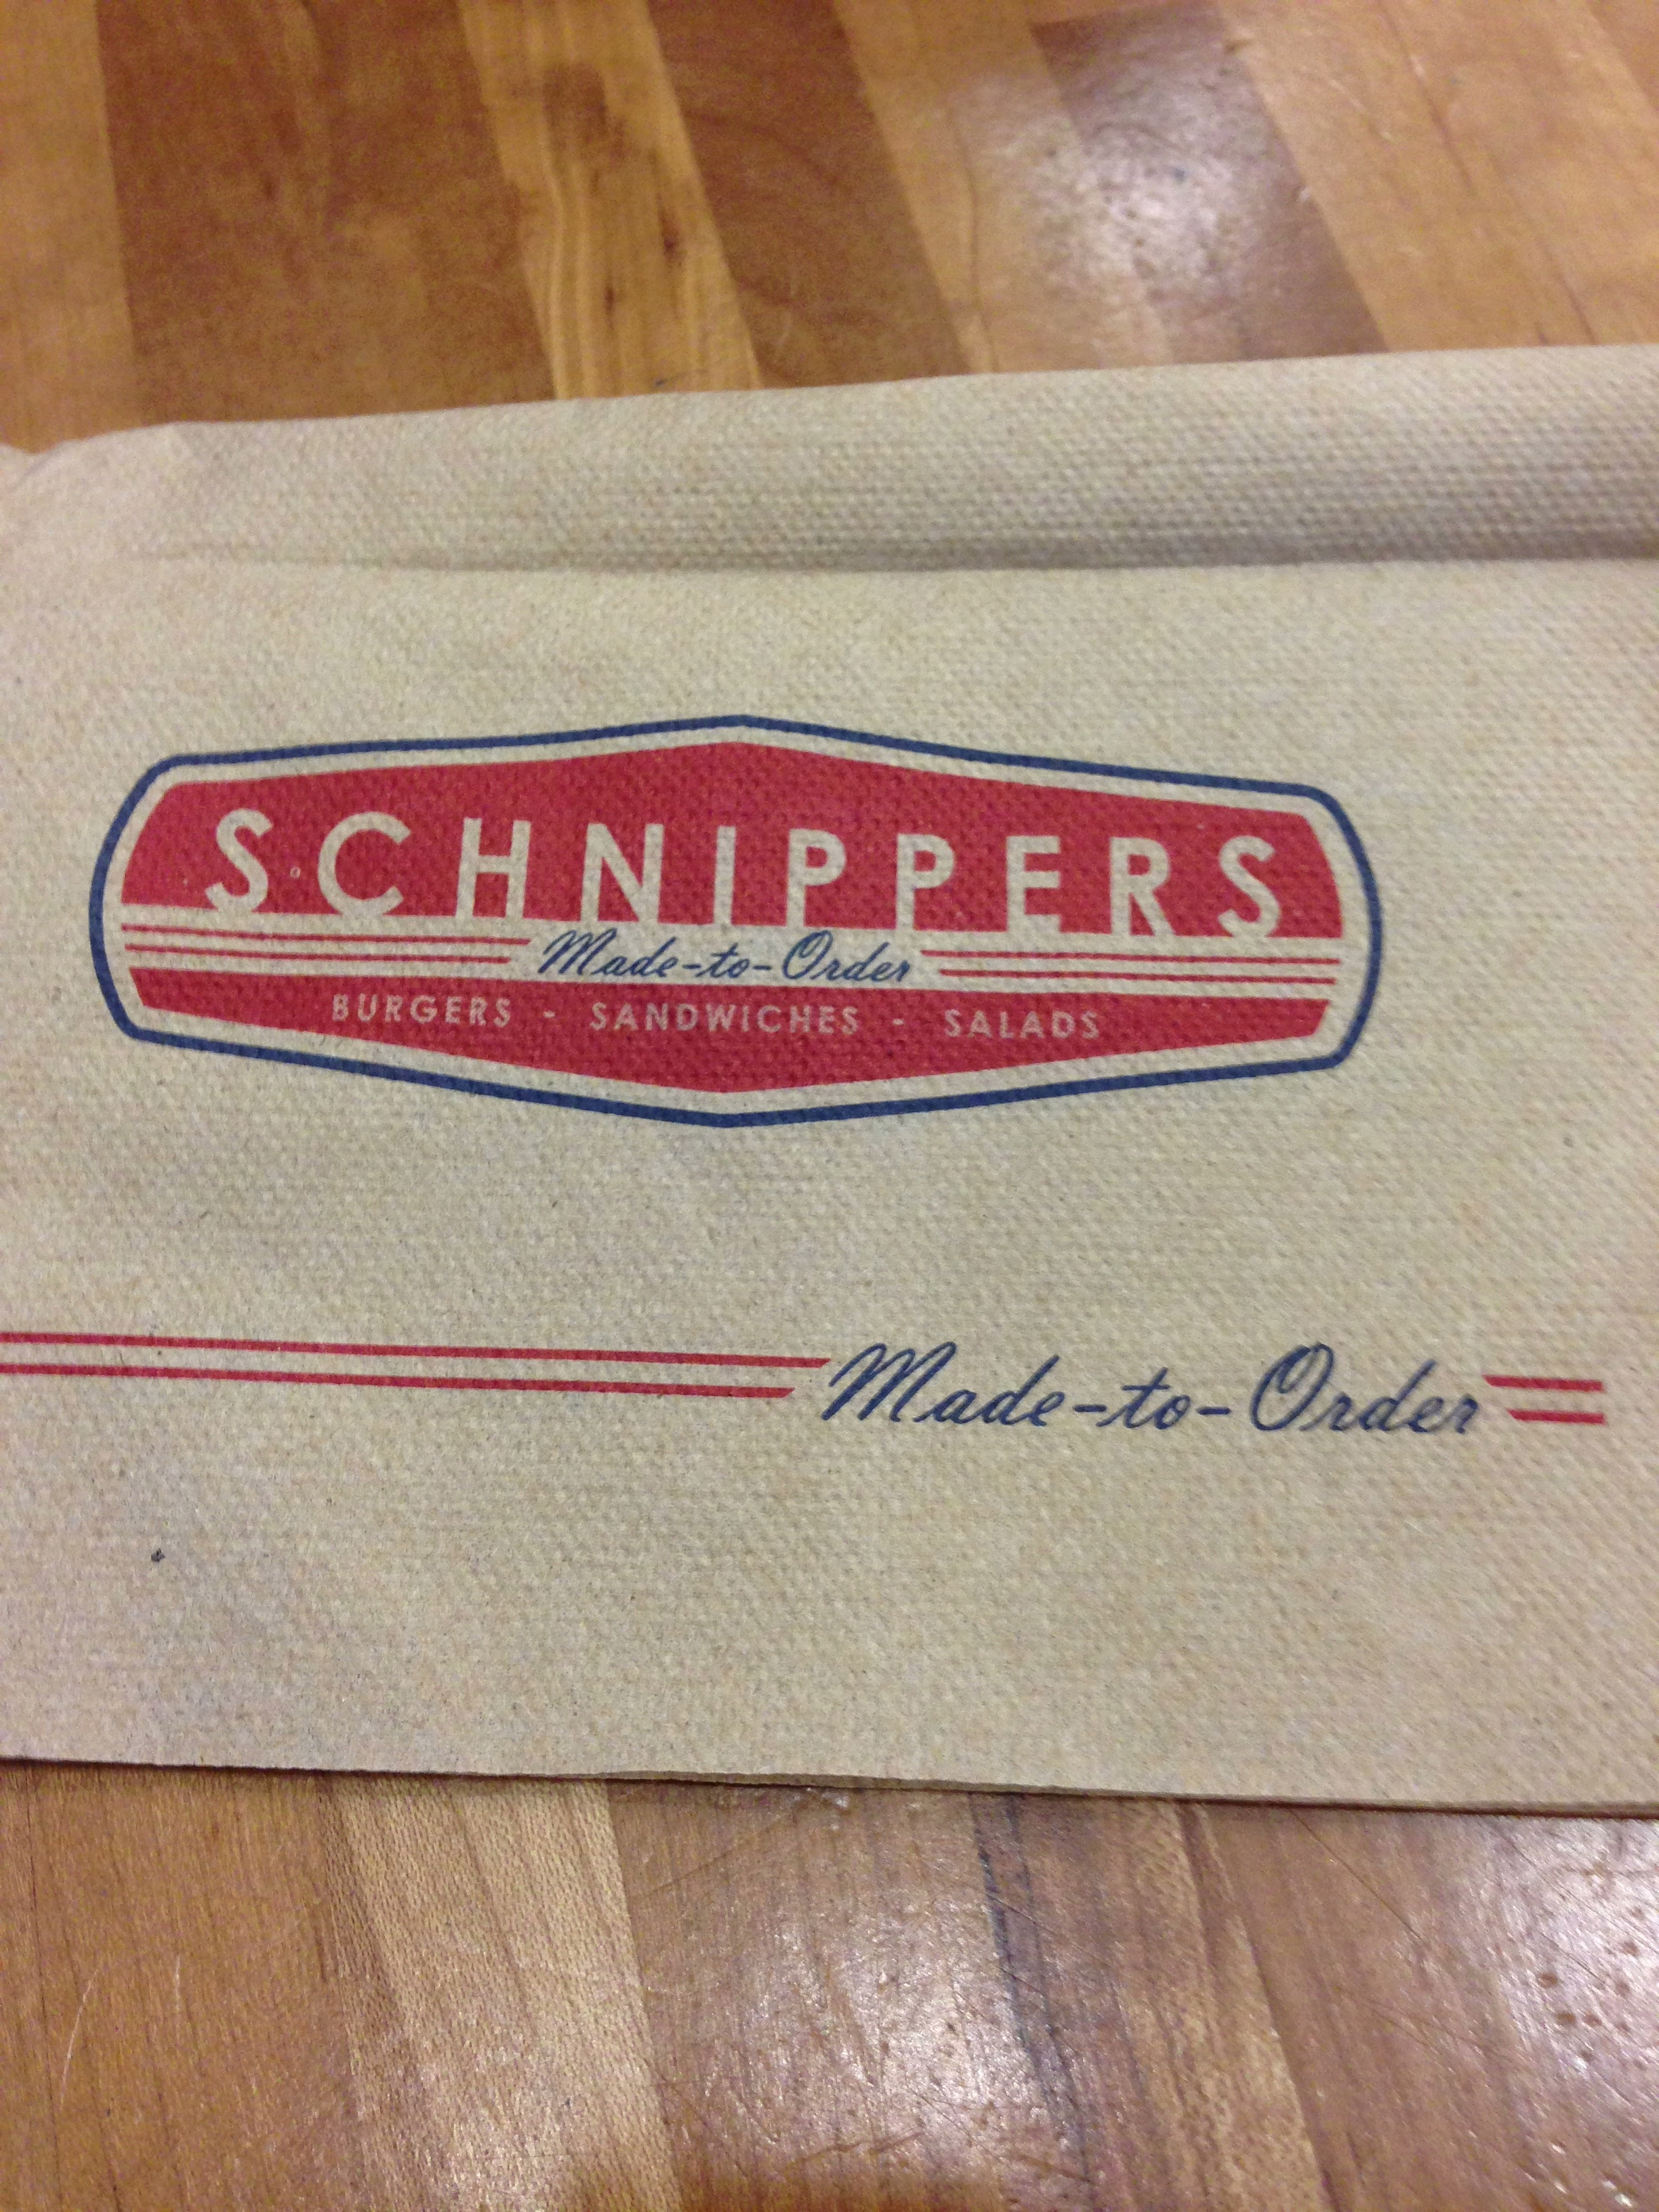 SCHNIPPERS
Made-to-Order
BURGERS - SANDWICHES - SALADS
Made-to-Order